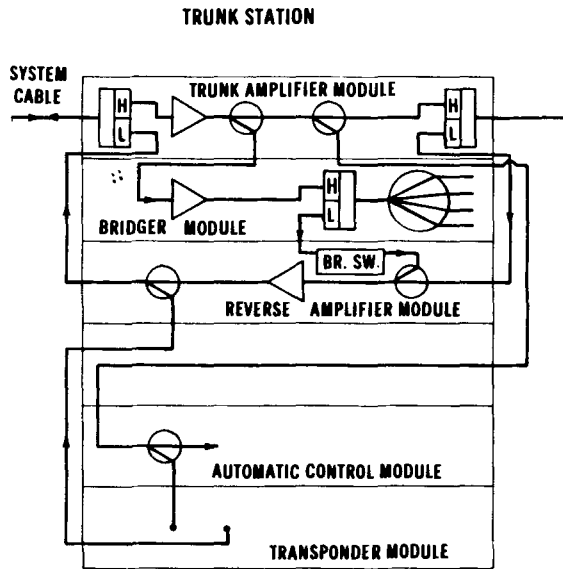 TRUNK STATION
SYSTEM
CABLE
TRUNK AMPLIFIER MODULE
H
L
H
L
H
L
BRIDGER MODULE
BR. SW.
REVERSE AMPLIFIER MODULE
AUTOMATIC CONTROL MODULE
TRANSPONDER MODULE